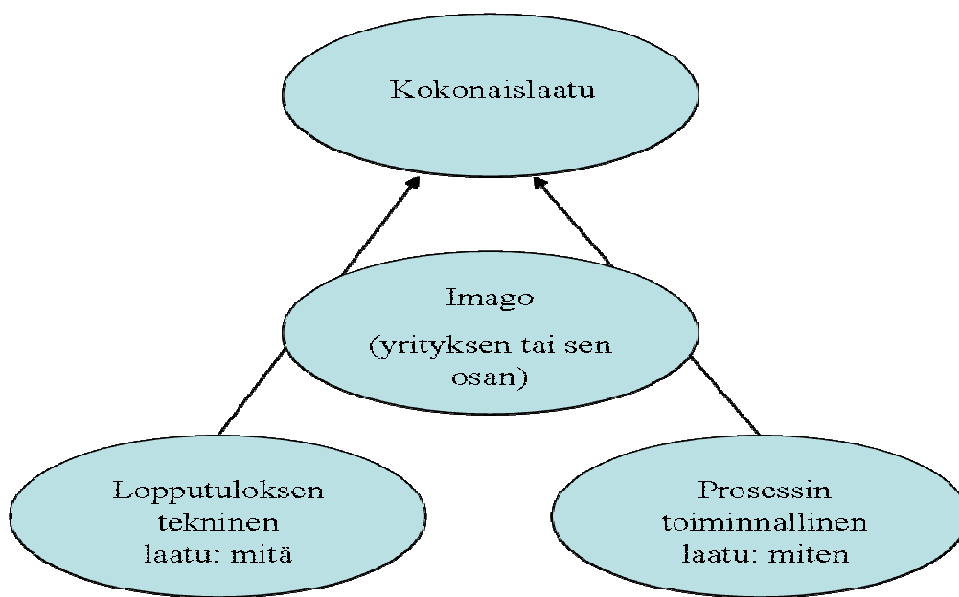 Kokonaislaatu
Imago
(yrityksen tai sen
osan)
Lopputuloksen
tekninen
laatu: mitä
Prosessin
toiminnallinen
laatu: miten